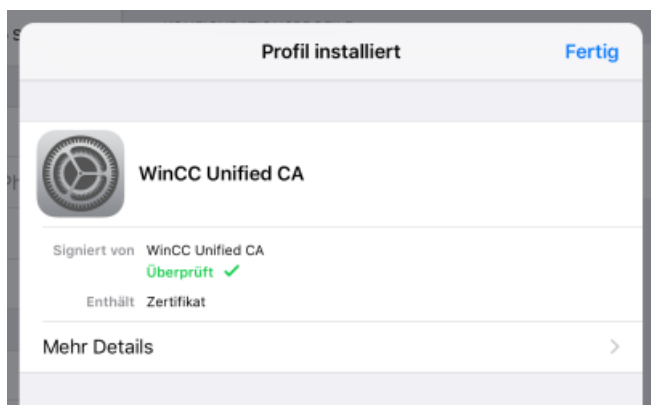 Profil installiert
Fertig
WinCC Unified CA
Signiert von WinCC Unified CA
Überprüft ✓
Enthält Zertifikat
Mehr Details